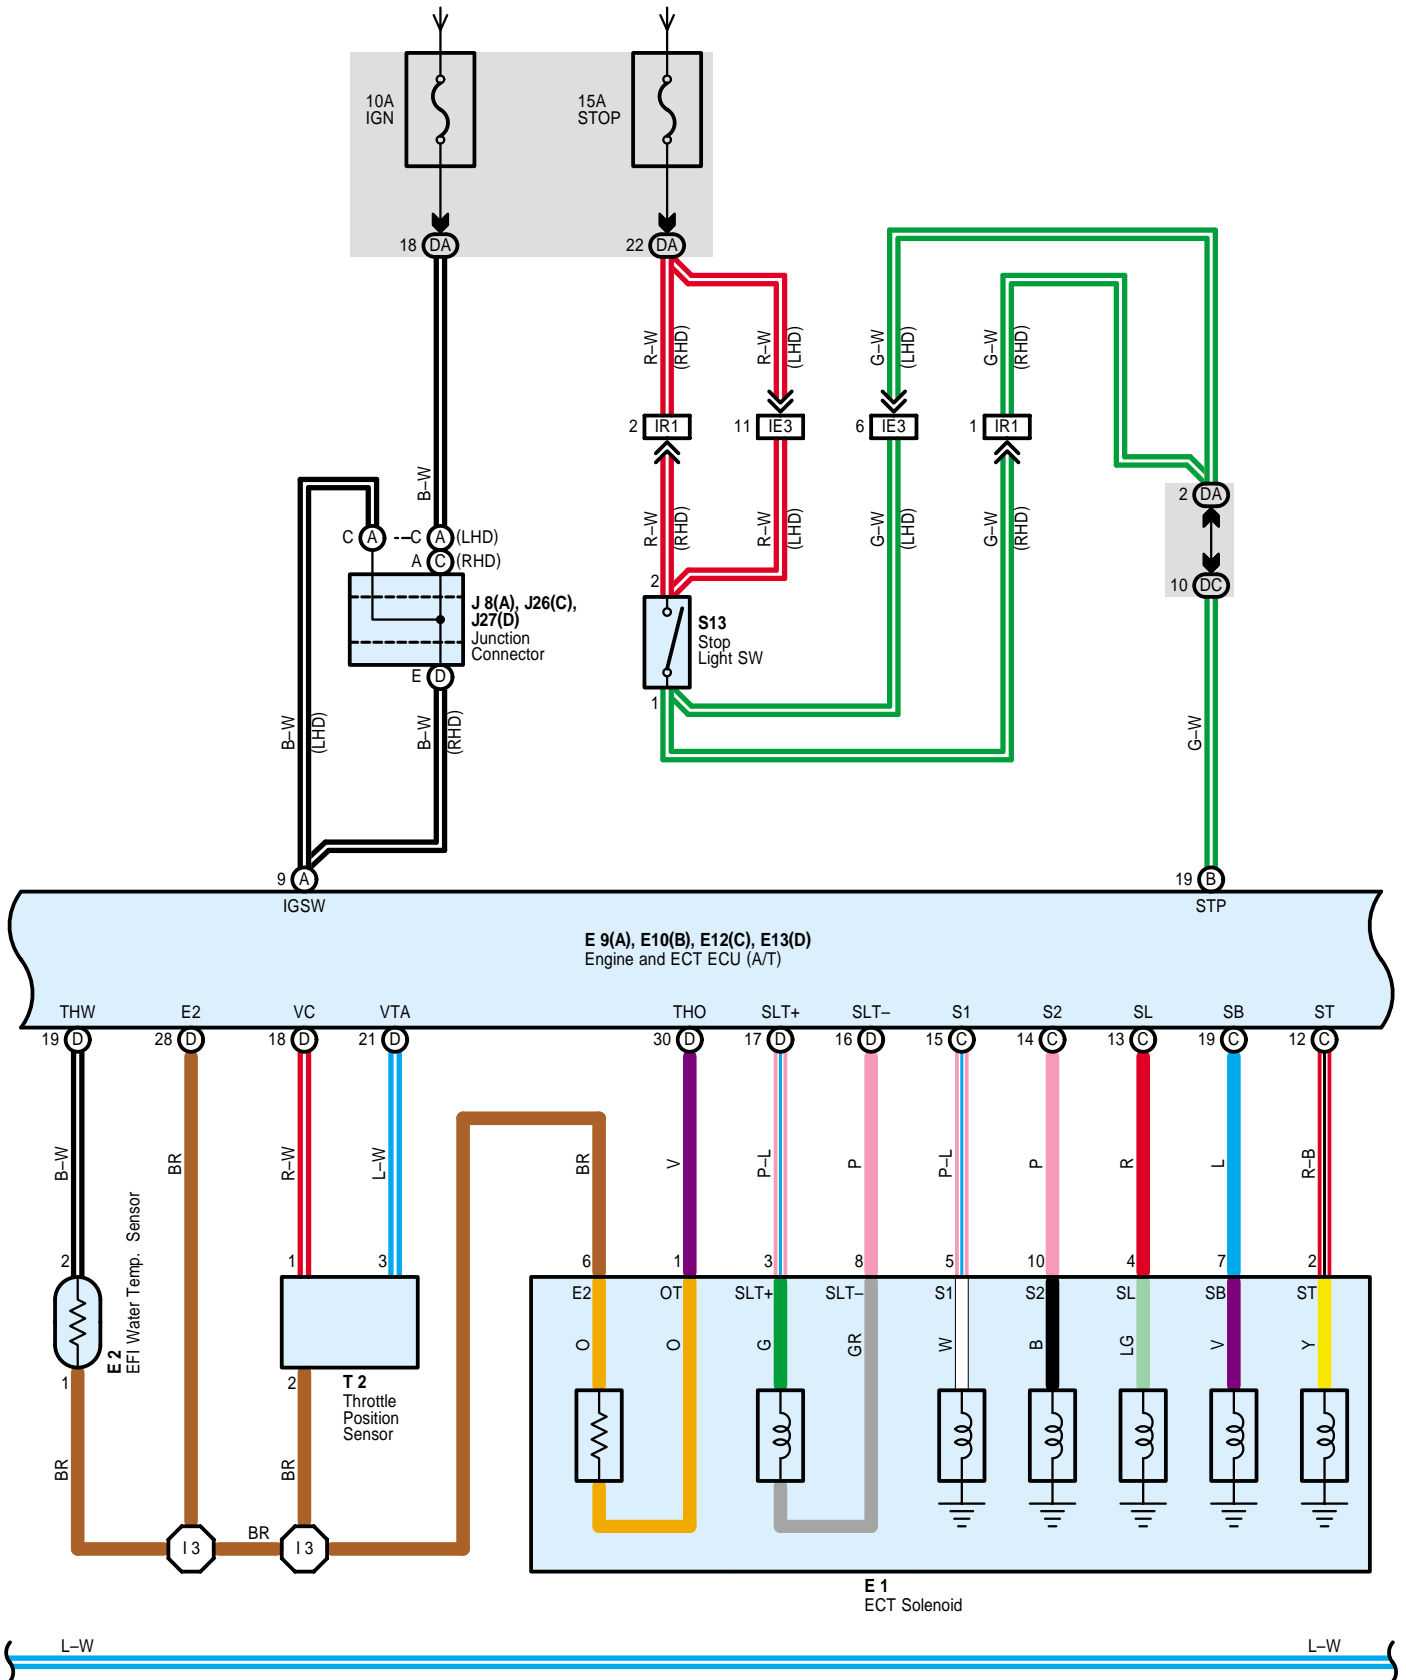 10A
IGN
15A
STOP
18 DA
22 DA
R–W
(RHD)
R–W
(LHD)
G–W
(LHD)
G–W
(RHD)
2 IR1
11 IE3
6 IE3
1 IR1
B–W
2 DA
R–W
(RHD)
R–W
(LHD)
G–W
(LHD)
G–W
(RHD)
C A C A (LHD)
A C (RHD)
10 DC
2
J 8(A), J26(C),
J27(D)
Junction
Connector
S13
Stop
Light SW
E D
1
B–W
(LHD)
B–W
(RHD)
G–W
9 A
19 B
IGSW
STP
E 9(A), E10(B), E12(C), E13(D)
Engine and ECT ECU (A/T)
THW E2 VC VTA THO SLT+ SLT– S1 S2 SL SB ST
19 D 28 D 18 D 21 D 30 D 17 D 16 D 15 C 14 C 13 C 19 C 12 C
B–W BR R–W L–W BR V P–L P P–L P R L R–B
2 1 3 6 1 3 8 5 10 4 7 2
E2 OT SLT+ SLT– S1 S2 SL SB ST
O O G GR W B LG V Y
E 2
EFI Water Temp. Sensor
1
2
T 2
Throttle
Position
Sensor
BR
BR
I 3
BR
I 3
E 1
ECT Solenoid
L–W
L–W